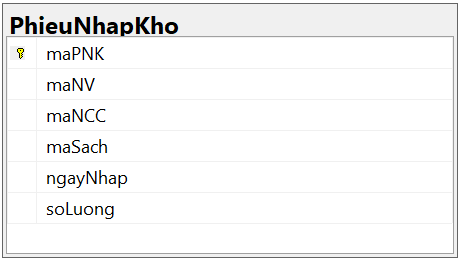 PhieuNhapKho
maPNK
maNV
maNCC
maSach
ngayNhap
soLuong